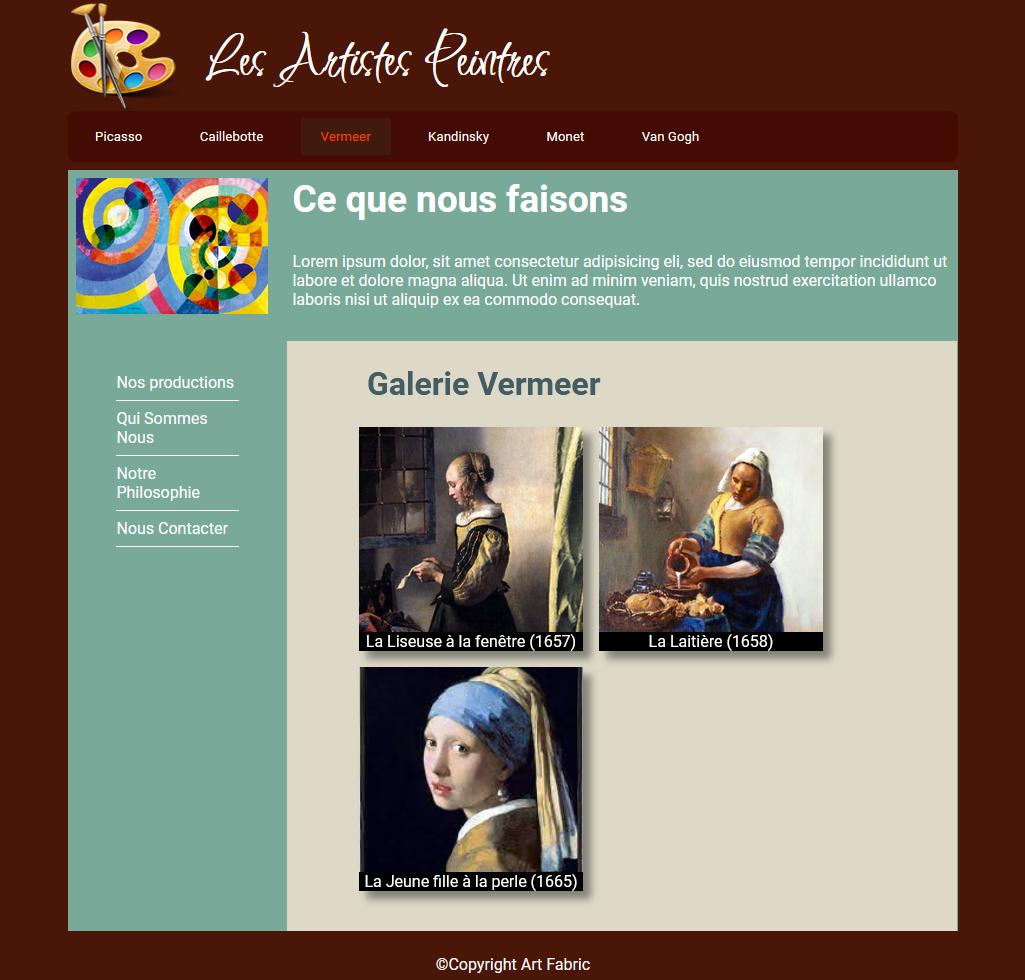 Les Artistes Peintres
Picasso Caillebotte Vermeer Kandinsky Monet Van Gogh
Ce que nous faisons
Lorem ipsum dolor, sit amet consectetur adipisicing eli, sed do eiusmod tempor incididunt ut
labore et dolore magna aliqua. Ut enim ad minim veniam, quis nostrud exercitation ullamco
laboris nisi ut aliquip ex ea commodo consequat.
Nos productions
Qui Sommes
Nous
Notre
Philosophie
Nous Contacter
Galerie Vermeer
La Liseuse à la fenêtre (1657)
La Laitière (1658)
La Jeune fille à la perle (1665)
©Copyright Art Fabric